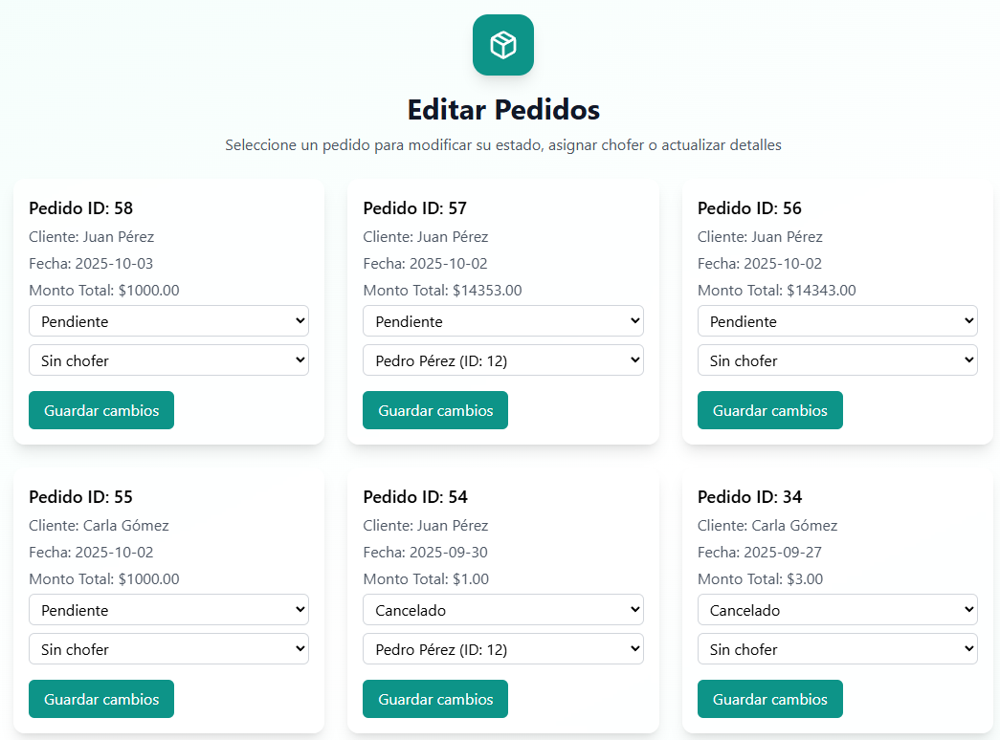 Editar Pedidos
Seleccione un pedido para modificar su estado, asignar chofer o actualizar detalles
Pedido ID: 58
Cliente: Juan Pérez
Fecha: 2025-10-03
Monto Total: $1000.00
Pendiente
Sin chofer
Guardar cambios
Pedido ID: 57
Cliente: Juan Pérez
Fecha: 2025-10-02
Monto Total: $14353.00
Pendiente
Pedro Pérez (ID: 12)
Guardar cambios
Pedido ID: 56
Cliente: Juan Pérez
Fecha: 2025-10-02
Monto Total: $14343.00
Pendiente
Sin chofer
Guardar cambios
Pedido ID: 55
Cliente: Carla Gómez
Fecha: 2025-10-02
Monto Total: $1000.00
Pendiente
Sin chofer
Guardar cambios
Pedido ID: 54
Cliente: Juan Pérez
Fecha: 2025-09-30
Monto Total: $1.00
Cancelado
Pedro Pérez (ID: 12)
Guardar cambios
Pedido ID: 34
Cliente: Carla Gómez
Fecha: 2025-09-27
Monto Total: $3.00
Cancelado
Sin chofer
Guardar cambios